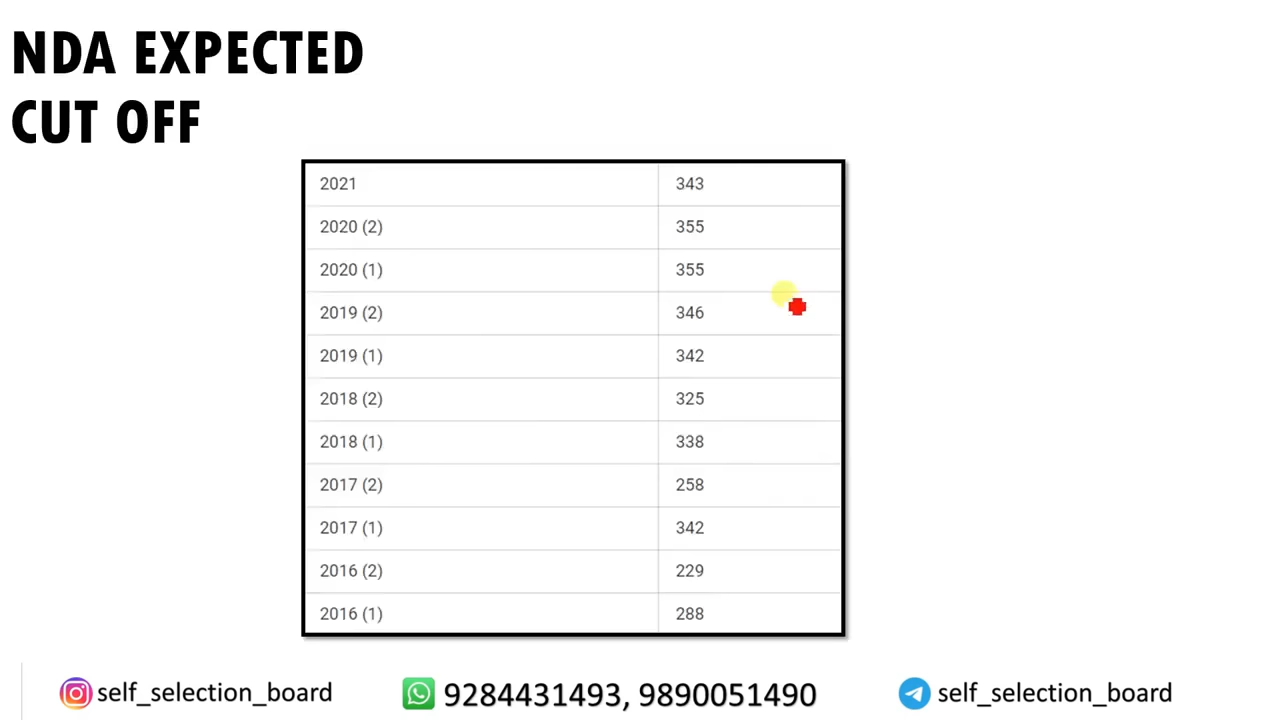 NDA EXPECTED
CUT OFF
2021 343
2020 (2) 355
2020 (1) 355
2019 (2) 346
2019 (1) 342
2018 (2) 325
2018 (1) 338
2017 (2) 258
2017 (1) 342
2016 (2) 229
2016 (1) 288
self_selection_board 9284431493, 9890051490 self_selection_board